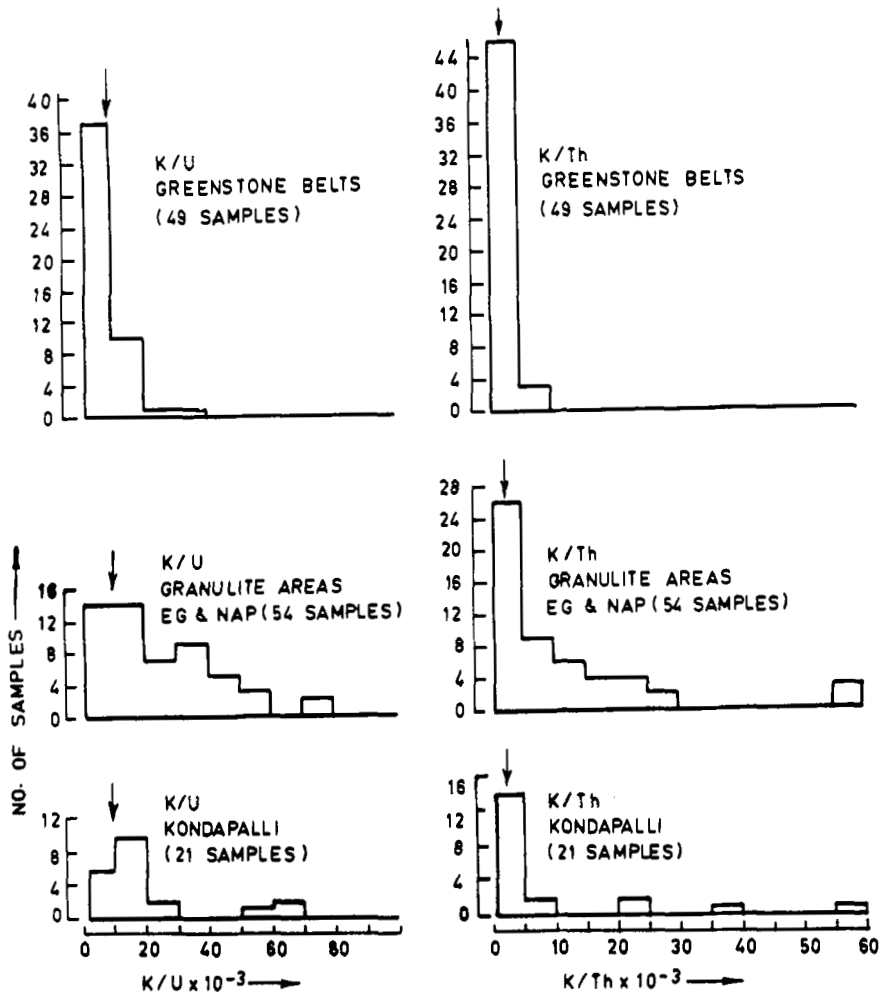 40
36
32
28
24
20
16
12
8
4
0
K/U
GREENSTONE BELTS
(49 SAMPLES)
44
40
36
32
28
24
20
16
12
8
4
0
K/Th
GREENSTONE BELTS
(49 SAMPLES)
NO. OF SAMPLES
16
12
8
4
0
K/U
GRANULITE AREAS
EG & NAP (54 SAMPLES)
28
24
20
16
12
8
4
0
K/Th
GRANULITE AREAS
EG & NAP (54 SAMPLES)
12
8
4
0
K/U
KONDAPALLI
(21 SAMPLES)
0 20 40 60 80
K/U x 10⁻³
16
12
8
4
0
K/Th
KONDAPALLI
(21 SAMPLES)
0 10 20 30 40 50 60
K/Th x 10⁻³